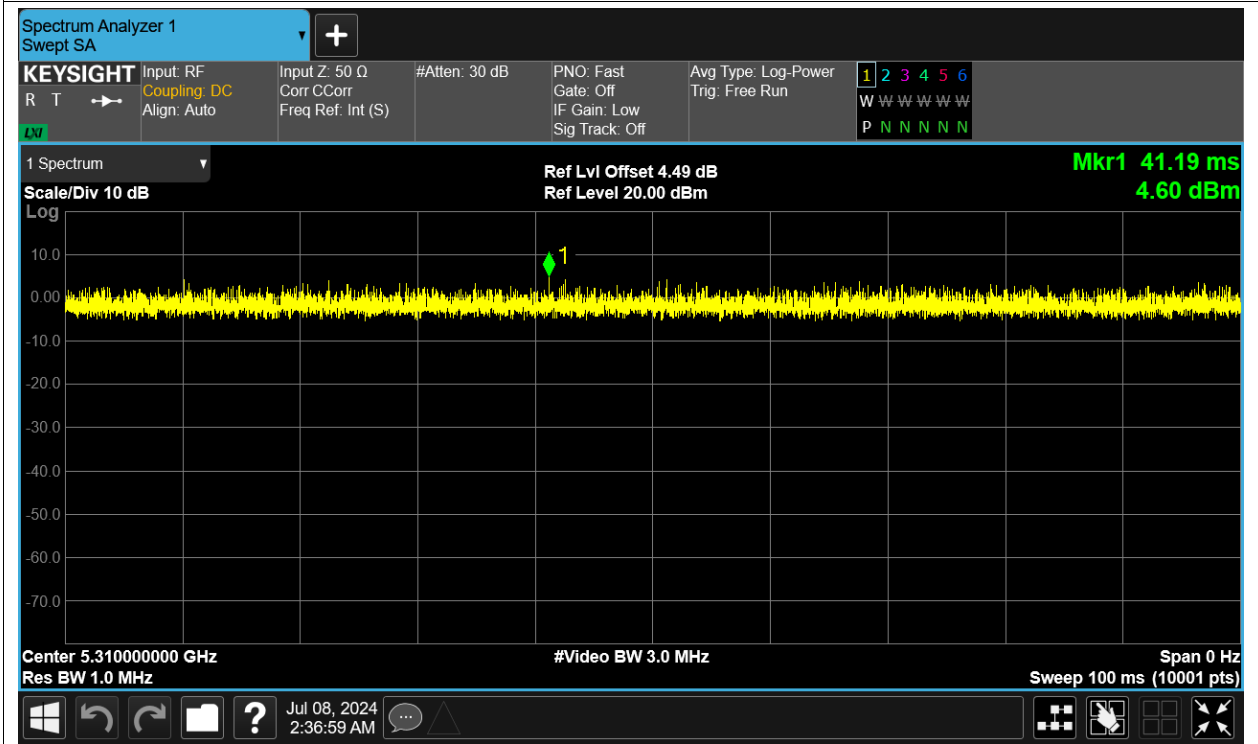 Spectrum Analyzer 1
Swept SA
KEYSIGHT
R T
LXI
Input: RF
Coupling: DC
Align: Auto
Input Z: 50 Ω
Corr CCorr
Freq Ref: Int (S)
#Atten: 30 dB
PNO: Fast
Gate: Off
IF Gain: Low
Sig Track: Off
Avg Type: Log-Power
Trig: Free Run
1 2 3 4 5 6
W W W W W W
P N N N N N
1 Spectrum
Scale/Div 10 dB
Log
Ref Lvl Offset 4.49 dB
Ref Level 20.00 dBm
Mkr1 41.19 ms
4.60 dBm
10.0
1
0.00
-10.0
-20.0
-30.0
-40.0
-50.0
-60.0
-70.0
Center 5.310000000 GHz
Res BW 1.0 MHz
#Video BW 3.0 MHz
Span 0 Hz
Sweep 100 ms (10001 pts)
?
Jul 08, 2024
2:36:59 AM